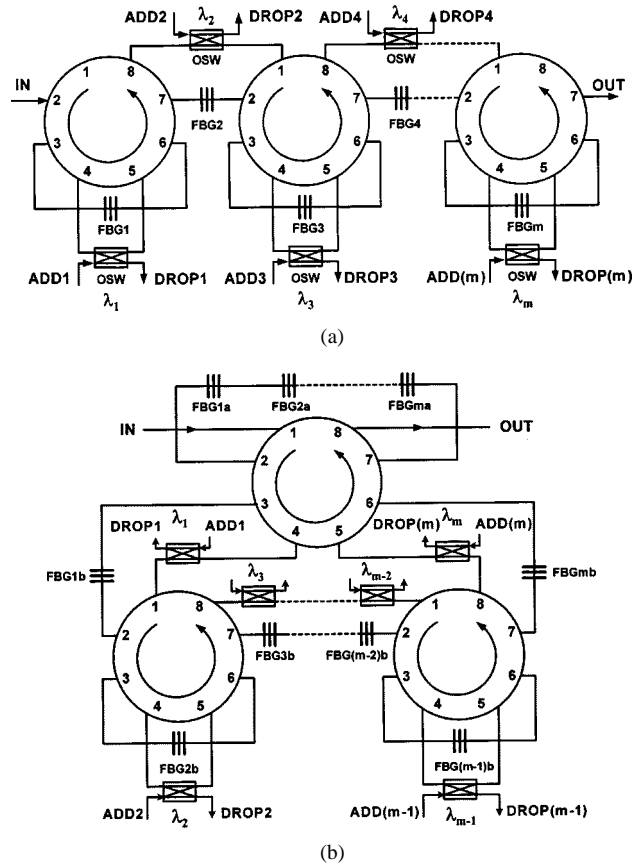 ADD2 λ2 DROP2 ADD4 λ4 DROP4
OSW OSW
IN 1 8 1 8 1 8 OUT
2 7 2 7 2 7
FBG2 FBG4
3 6 3 6 3 6
4 5 4 5 4 5
FBG1 FBG3 FBGm
ADD1 OSW DROP1 ADD3 OSW DROP3 ADD(m) OSW DROP(m)
λ1 λ3 λm
(a)
FBG1a FBG2a FBGma
IN 1 8 OUT
2 7
3 6
4 5
DROP1 λ1 ADD1 DROP(m) λm ADD(m)
FBG1b λ3 λm-2 FBGmb
1 8 1 8
2 7 2 7
FBG3b FBG(m-2)b
3 6 3 6
4 5 4 5
FBG2b FBG(m-1)b
ADD2 λ2 DROP2 ADD(m-1) λm-1 DROP(m-1)
(b)